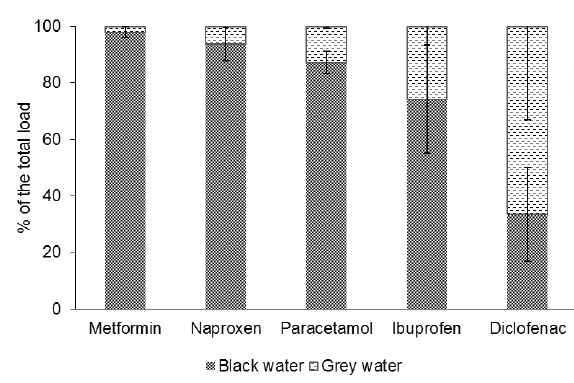 % of the total load
100
80
60
40
20
0
Metformin Naproxen Paracetamol Ibuprofen Diclofenac
Black water Grey water